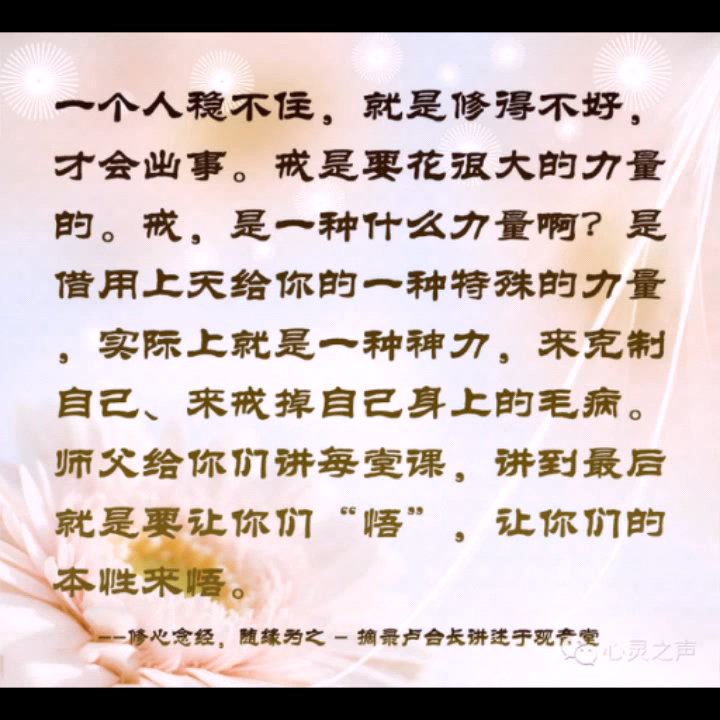 一个人稳不住，就是修得不好，
才会出事。戒是要花很大的力量
的。戒，是一种什么力量啊？是
借用上天给你的一种特殊的力量
，实际上就是一种神力，来克制
自己、来戒掉自己身上的毛病。
师父给你们讲每堂课，讲到最后
就是要让你们“悟”，让你们的
本性来悟。
--修心念经，随缘为之 - 摘录卢台长讲述于观音堂
心灵之声